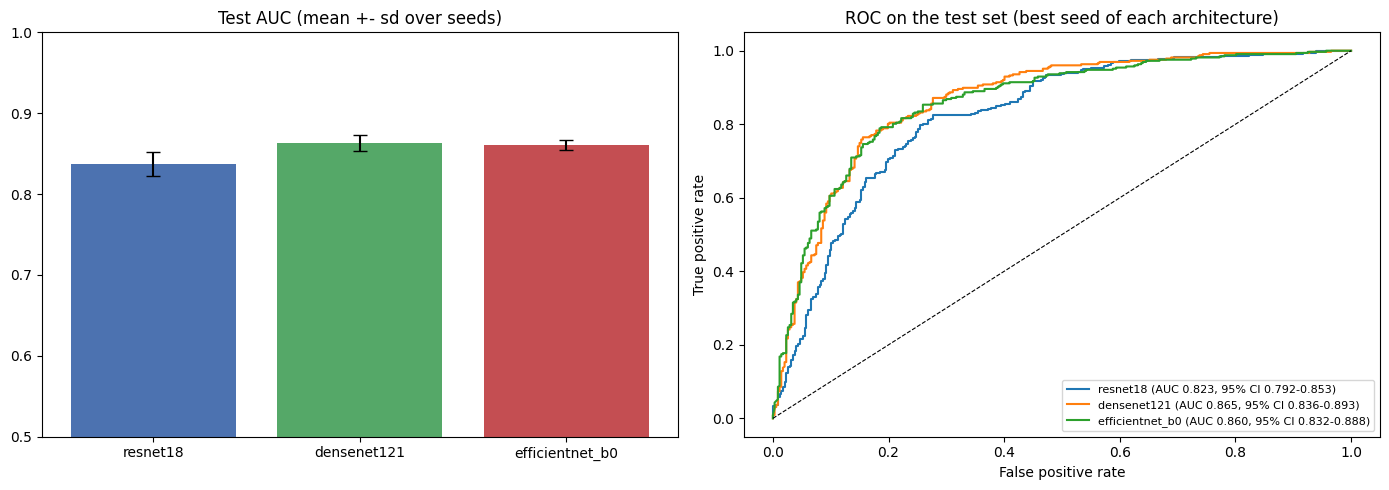 Test AUC (mean +- sd over seeds)
1.0
0.9
0.8
0.7
0.6
0.5
resnet18
densenet121
efficientnet_b0
ROC on the test set (best seed of each architecture)
True positive rate
1.0
0.8
0.6
0.4
0.2
0.0
resnet18 (AUC 0.823, 95% CI 0.792-0.853)
densenet121 (AUC 0.865, 95% CI 0.836-0.893)
efficientnet_b0 (AUC 0.860, 95% CI 0.832-0.888)
0.0
0.2
0.4
0.6
0.8
1.0
False positive rate